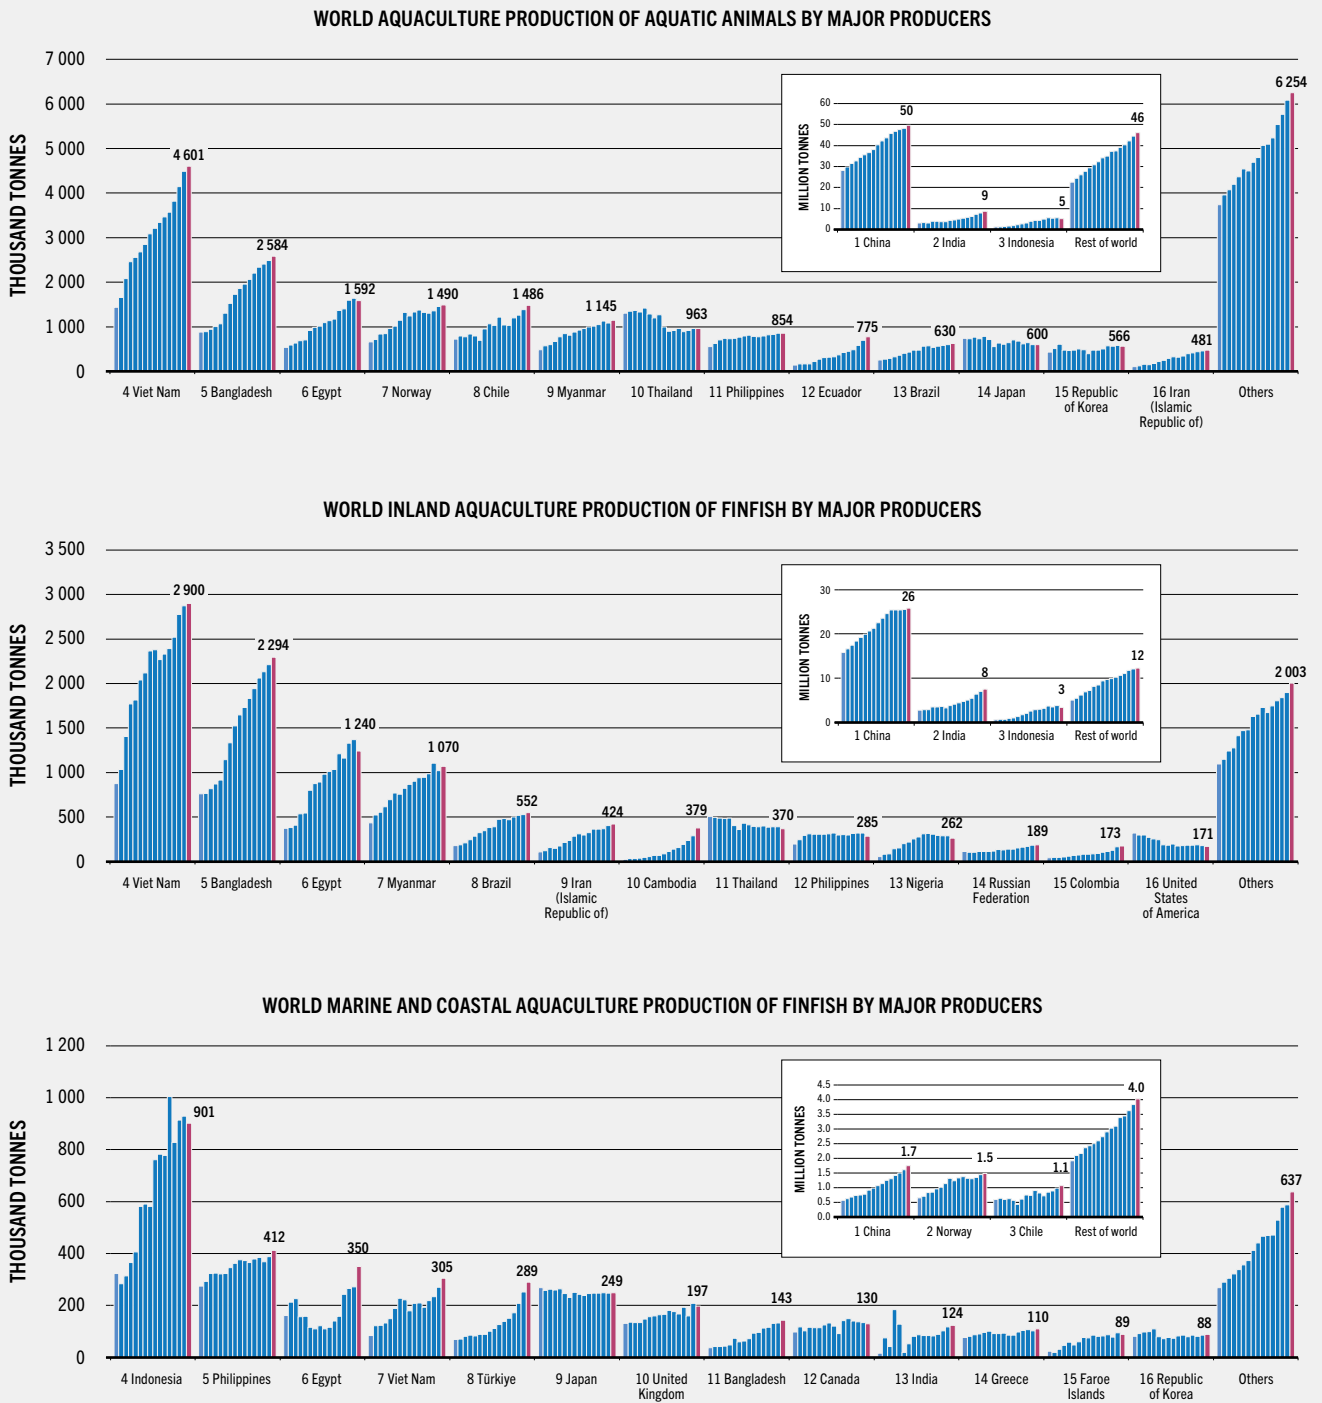 WORLD AQUACULTURE PRODUCTION OF AQUATIC ANIMALS BY MAJOR PRODUCERS
THOUSAND TONNES
7 000
6 000
5 000
4 000
3 000
2 000
1 000
0
4 601
2 584
1 592
1 490
1 486
1 145
963
854
775
630
600
566
481
6 254
4 Viet Nam
5 Bangladesh
6 Egypt
7 Norway
8 Chile
9 Myanmar
10 Thailand
11 Philippines
12 Ecuador
13 Brazil
14 Japan
15 Republic
of Korea
16 Iran
(Islamic
Republic of)
Others
MILLION TONNES
60
50
40
30
20
10
0
50
9
5
46
1 China
2 India
3 Indonesia
Rest of world
WORLD INLAND AQUACULTURE PRODUCTION OF FINFISH BY MAJOR PRODUCERS
THOUSAND TONNES
3 500
3 000
2 500
2 000
1 500
1 000
500
0
2 900
2 294
1 240
1 070
552
424
379
370
285
262
189
173
171
2 003
4 Viet Nam
5 Bangladesh
6 Egypt
7 Myanmar
8 Brazil
9 Iran
(Islamic
Republic of)
10 Cambodia
11 Thailand
12 Philippines
13 Nigeria
14 Russian
Federation
15 Colombia
16 United
States
of America
Others
MILLION TONNES
30
20
10
0
26
8
3
12
1 China
2 India
3 Indonesia
Rest of world
WORLD MARINE AND COASTAL AQUACULTURE PRODUCTION OF FINFISH BY MAJOR PRODUCERS
THOUSAND TONNES
1 200
1 000
800
600
400
200
0
901
412
350
305
289
249
197
143
130
124
110
89
88
637
4 Indonesia
5 Philippines
6 Egypt
7 Viet Nam
8 Türkiye
9 Japan
10 United
Kingdom
11 Bangladesh
12 Canada
13 India
14 Greece
15 Faroe
Islands
16 Republic
of Korea
Others
MILLION TONNES
4.5
4.0
3.5
3.0
2.5
2.0
1.5
1.0
0.5
0.0
1.7
1.5
1.1
4.0
1 China
2 Norway
3 Chile
Rest of world